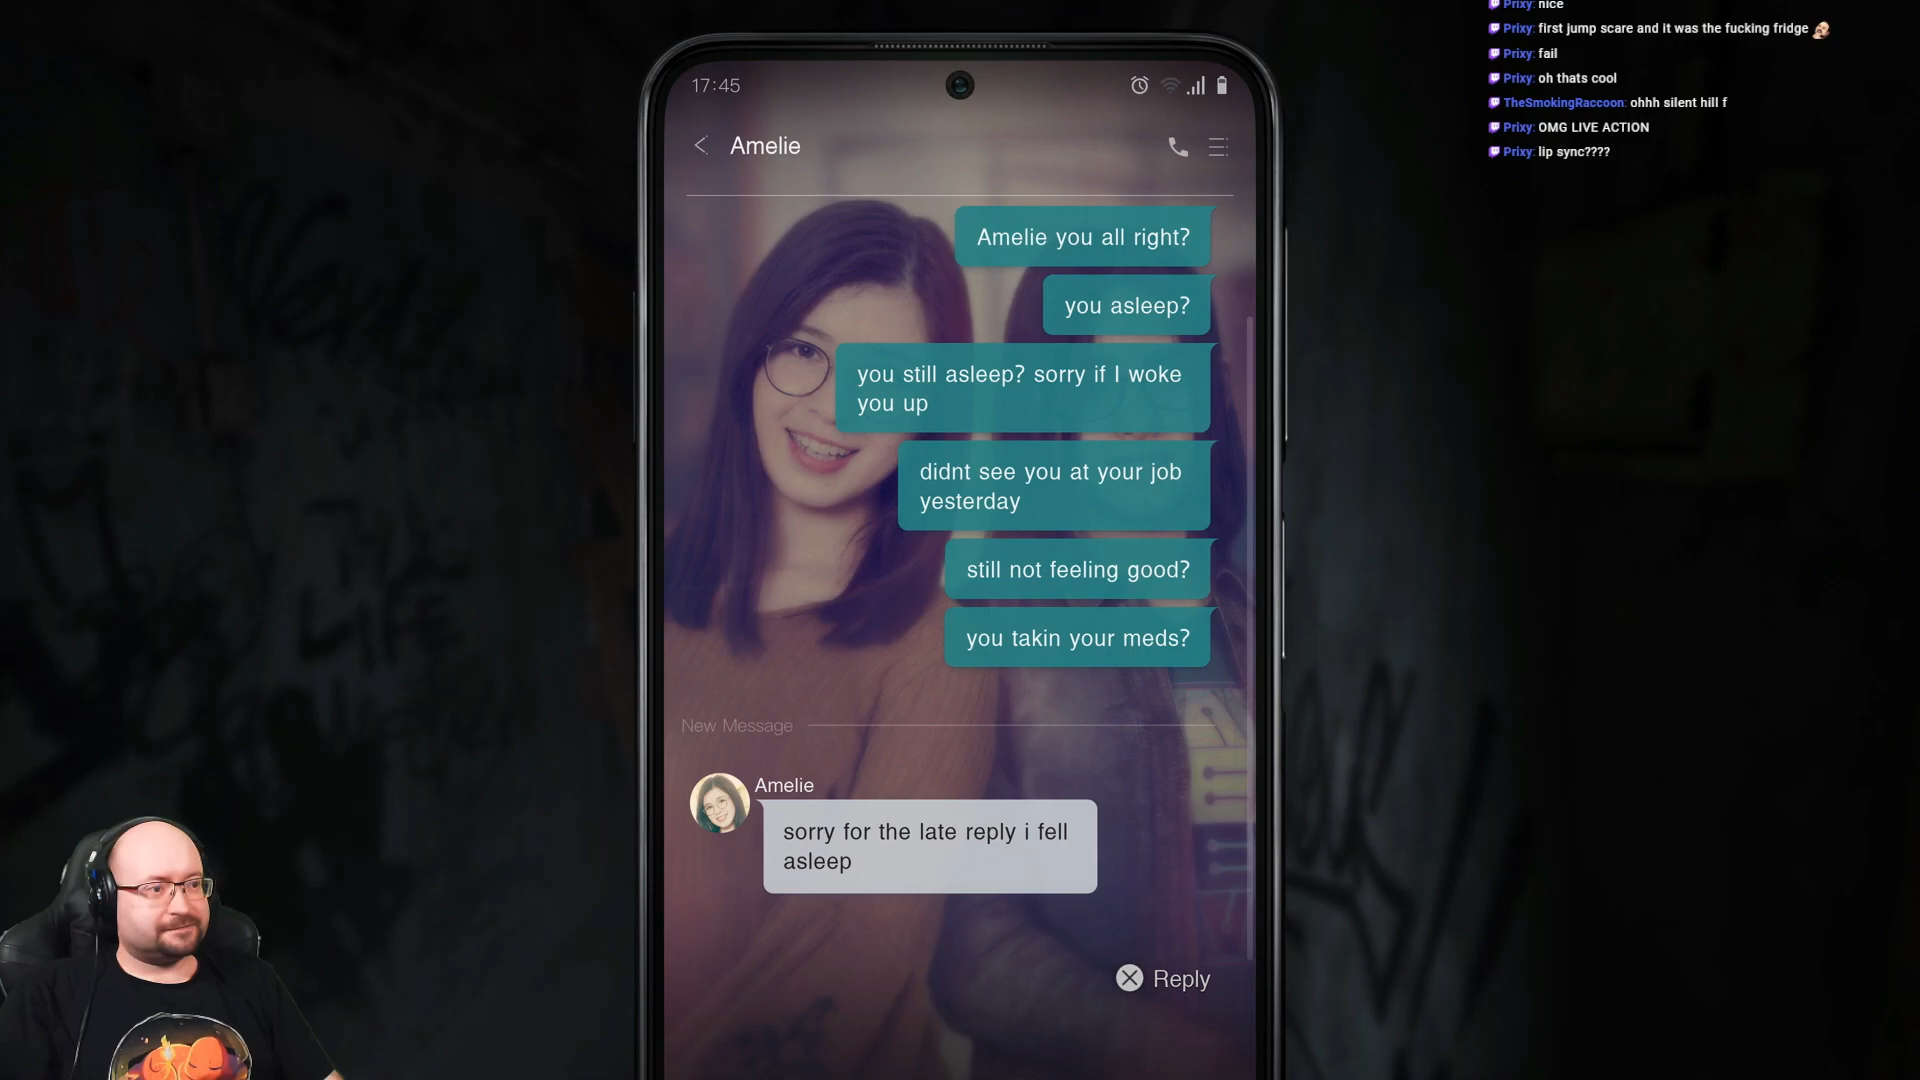 Prixy: nice
Prixy: first jump scare and it was the fucking fridge
Prixy: fail
Prixy: oh thats cool
TheSmokingRaccoon: ohhh silent hill f
Prixy: OMG LIVE ACTION
Prixy: lip sync????
17:45
Amelie
Amelie you all right?
you asleep?
you still asleep? sorry if I woke
you up
didnt see you at your job
yesterday
still not feeling good?
you takin your meds?
New Message
Amelie
sorry for the late reply i fell
asleep
Reply